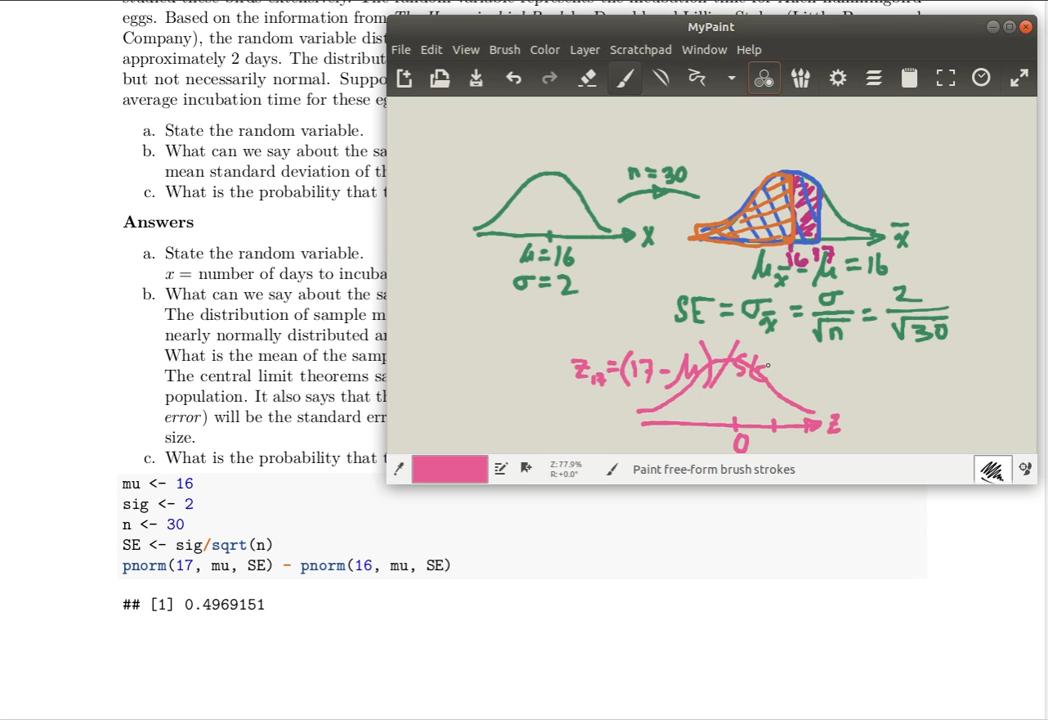 eggs. Based on the information from
Company), the random variable dist
approximately 2 days. The distribut
but not necessarily normal. Suppo
average incubation time for these eg
a. State the random variable.
b. What can we say about the sa
mean standard deviation of th
c. What is the probability that t
Answers
a. State the random variable.
x = number of days to incuba
b. What can we say about the sa
The distribution of sample m
nearly normally distributed a
What is the mean of the samp
The central limit theorems sa
population. It also says that th
error) will be the standard err
size.
c. What is the probability that t
mu <- 16
sig <- 2
n <- 30
SE <- sig/sqrt(n)
pnorm(17, mu, SE) - pnorm(16, mu, SE)
## [1] 0.4969151
MyPaint
File Edit View Brush Color Layer Scratchpad Window Help
n = 30
X
x̄
μ = 16
σ = 2
16 17
μx̄ = μ = 16
SE = σx̄ = σ/√n = 2/√30
Z17 = (17 - μ)/SE
Z
0
Z:77.9%
R:+0.0°
Paint free-form brush strokes